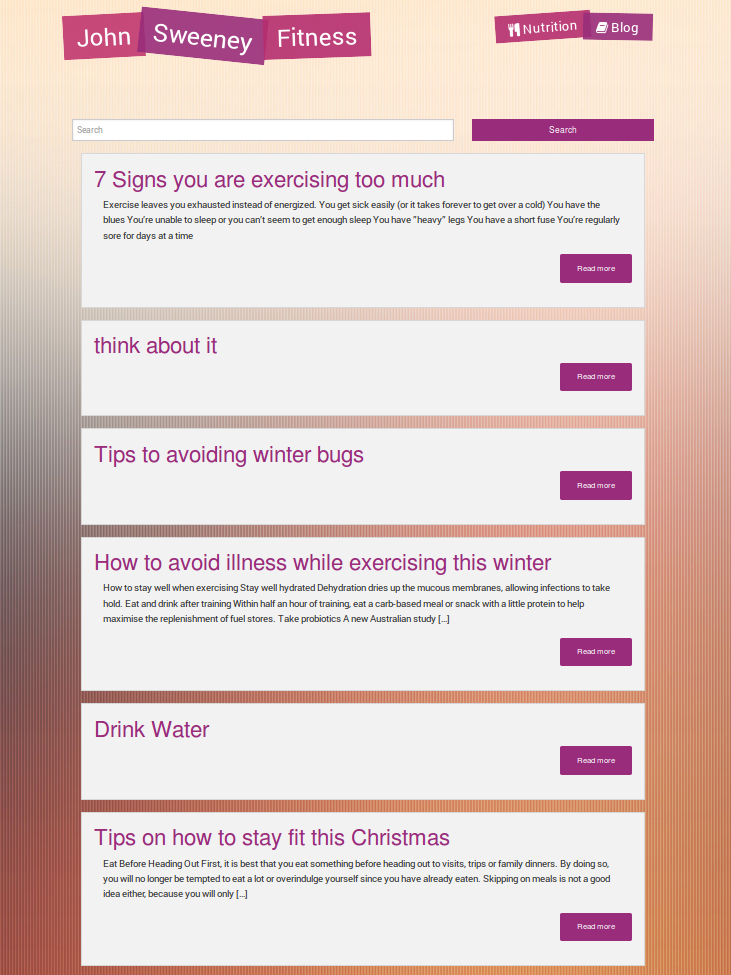 John Sweeney Fitness
Nutrition Blog
Search Search
7 Signs you are exercising too much
Exercise leaves you exhausted instead of energized. You get sick easily (or it takes forever to get over a cold) You have the
blues You're unable to sleep or you can't seem to get enough sleep You have "heavy" legs You have a short fuse You're regularly
sore for days at a time
Read more
think about it
Read more
Tips to avoiding winter bugs
Read more
How to avoid illness while exercising this winter
How to stay well when exercising Stay well hydrated Dehydration dries up the mucous membranes, allowing infections to take
hold. Eat and drink after training Within half an hour of training, eat a carb-based meal or snack with a little protein to help
maximise the replenishment of fuel stores. Take probiotics A new Australian study [...]
Read more
Drink Water
Read more
Tips on how to stay fit this Christmas
Eat Before Heading Out First, it is best that you eat something before heading out to visits, trips or family dinners. By doing so,
you will no longer be tempted to eat a lot or overindulge yourself since you have already eaten. Skipping on meals is not a good
idea either, because you will only [...]
Read more